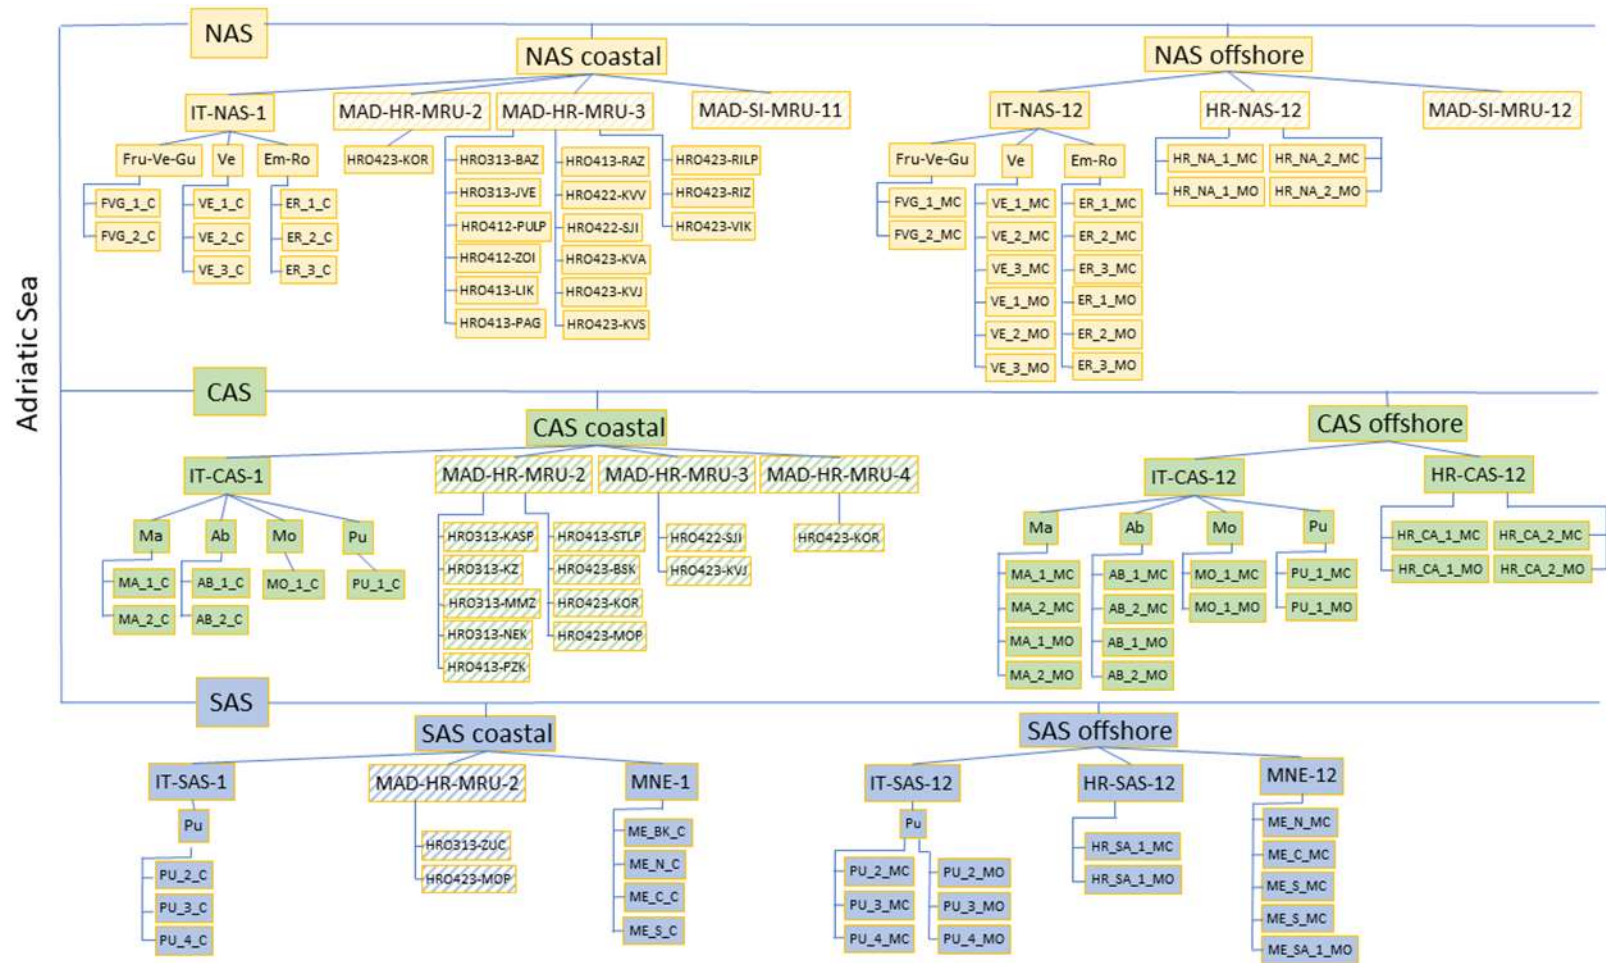 Adriatic Sea
NAS
NAS coastal
NAS offshore
IT-NAS-1
MAD-HR-MRU-2
MAD-HR-MRU-3
MAD-SI-MRU-11
IT-NAS-12
HR-NAS-12
MAD-SI-MRU-12
Fru-Ve-Gu
Ve
Em-Ro
FVG_1_C
FVG_2_C
VE_1_C
VE_2_C
VE_3_C
ER_1_C
ER_2_C
ER_3_C
HRO423-KOR
HRO313-BAZ
HRO313-JVE
HRO412-PULP
HRO412-ZOI
HRO413-LIK
HRO413-PAG
HRO413-RAZ
HRO422-KVV
HRO422-SJI
HRO423-KVA
HRO423-KVJ
HRO423-KVS
HRO423-RILP
HRO423-RIZ
HRO423-VIK
Fru-Ve-Gu
Ve
Em-Ro
FVG_1_MC
FVG_2_MC
VE_1_MC
VE_2_MC
VE_3_MC
VE_1_MO
VE_2_MO
VE_3_MO
ER_1_MC
ER_2_MC
ER_3_MC
ER_1_MO
ER_2_MO
ER_3_MO
HR_NA_1_MC
HR_NA_1_MO
HR_NA_2_MC
HR_NA_2_MO
CAS
CAS coastal
CAS offshore
IT-CAS-1
MAD-HR-MRU-2
MAD-HR-MRU-3
MAD-HR-MRU-4
IT-CAS-12
HR-CAS-12
Ma
Ab
Mo
Pu
MA_1_C
MA_2_C
AB_1_C
AB_2_C
MO_1_C
PU_1_C
HRO313-KASP
HRO313-KZ
HRO313-MMZ
HRO313-NEK
HRO413-PZK
HRO413-STLP
HRO423-BSK
HRO423-KOR
HRO423-MOP
HRO422-SJI
HRO423-KVJ
HRO423-KOR
Ma
Ab
Mo
Pu
MA_1_MC
MA_2_MC
MA_1_MO
MA_2_MO
AB_1_MC
AB_2_MC
AB_1_MO
AB_2_MO
MO_1_MC
MO_1_MO
PU_1_MC
PU_1_MO
HR_CA_1_MC
HR_CA_1_MO
HR_CA_2_MC
HR_CA_2_MO
SAS
SAS coastal
SAS offshore
IT-SAS-1
MAD-HR-MRU-2
MNE-1
IT-SAS-12
HR-SAS-12
MNE-12
Pu
PU_2_C
PU_3_C
PU_4_C
HRO313-ZUC
HRO423-MOP
ME_BK_C
ME_N_C
ME_C_C
ME_S_C
Pu
PU_2_MC
PU_3_MC
PU_4_MC
PU_2_MO
PU_3_MO
PU_4_MO
HR_SA_1_MC
HR_SA_1_MO
ME_N_MC
ME_C_MC
ME_S_MC
ME_S_MC
ME_SA_1_MO